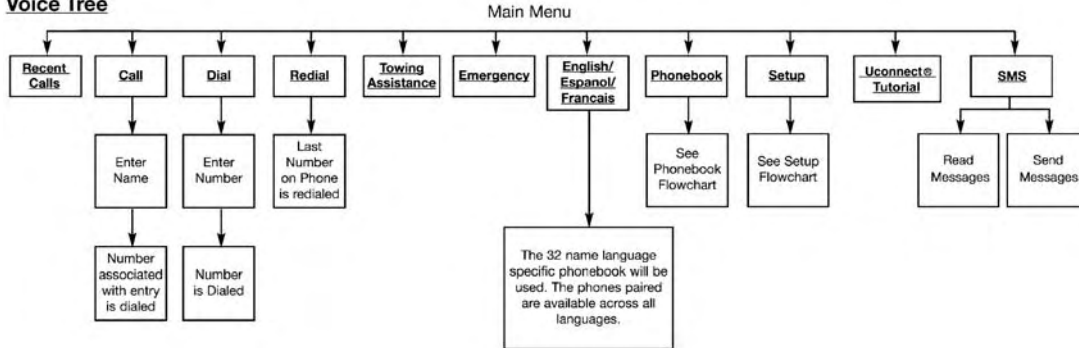 Voice Tree
Main Menu
Recent
Calls
Call
Dial
Redial
Towing
Assistance
Emergency
English/
Espanol/
Francais
Phonebook
Setup
Uconnect®
Tutorial
SMS
Enter
Name
Enter
Number
Last
Number
on Phone
is redialed
See
Phonebook
Flowchart
See Setup
Flowchart
Read
Messages
Send
Messages
Number
associated
with entry
is dialed
Number
is Dialed
The 32 name language
specific phonebook will be
used. The phones paired
are available across all
languages.